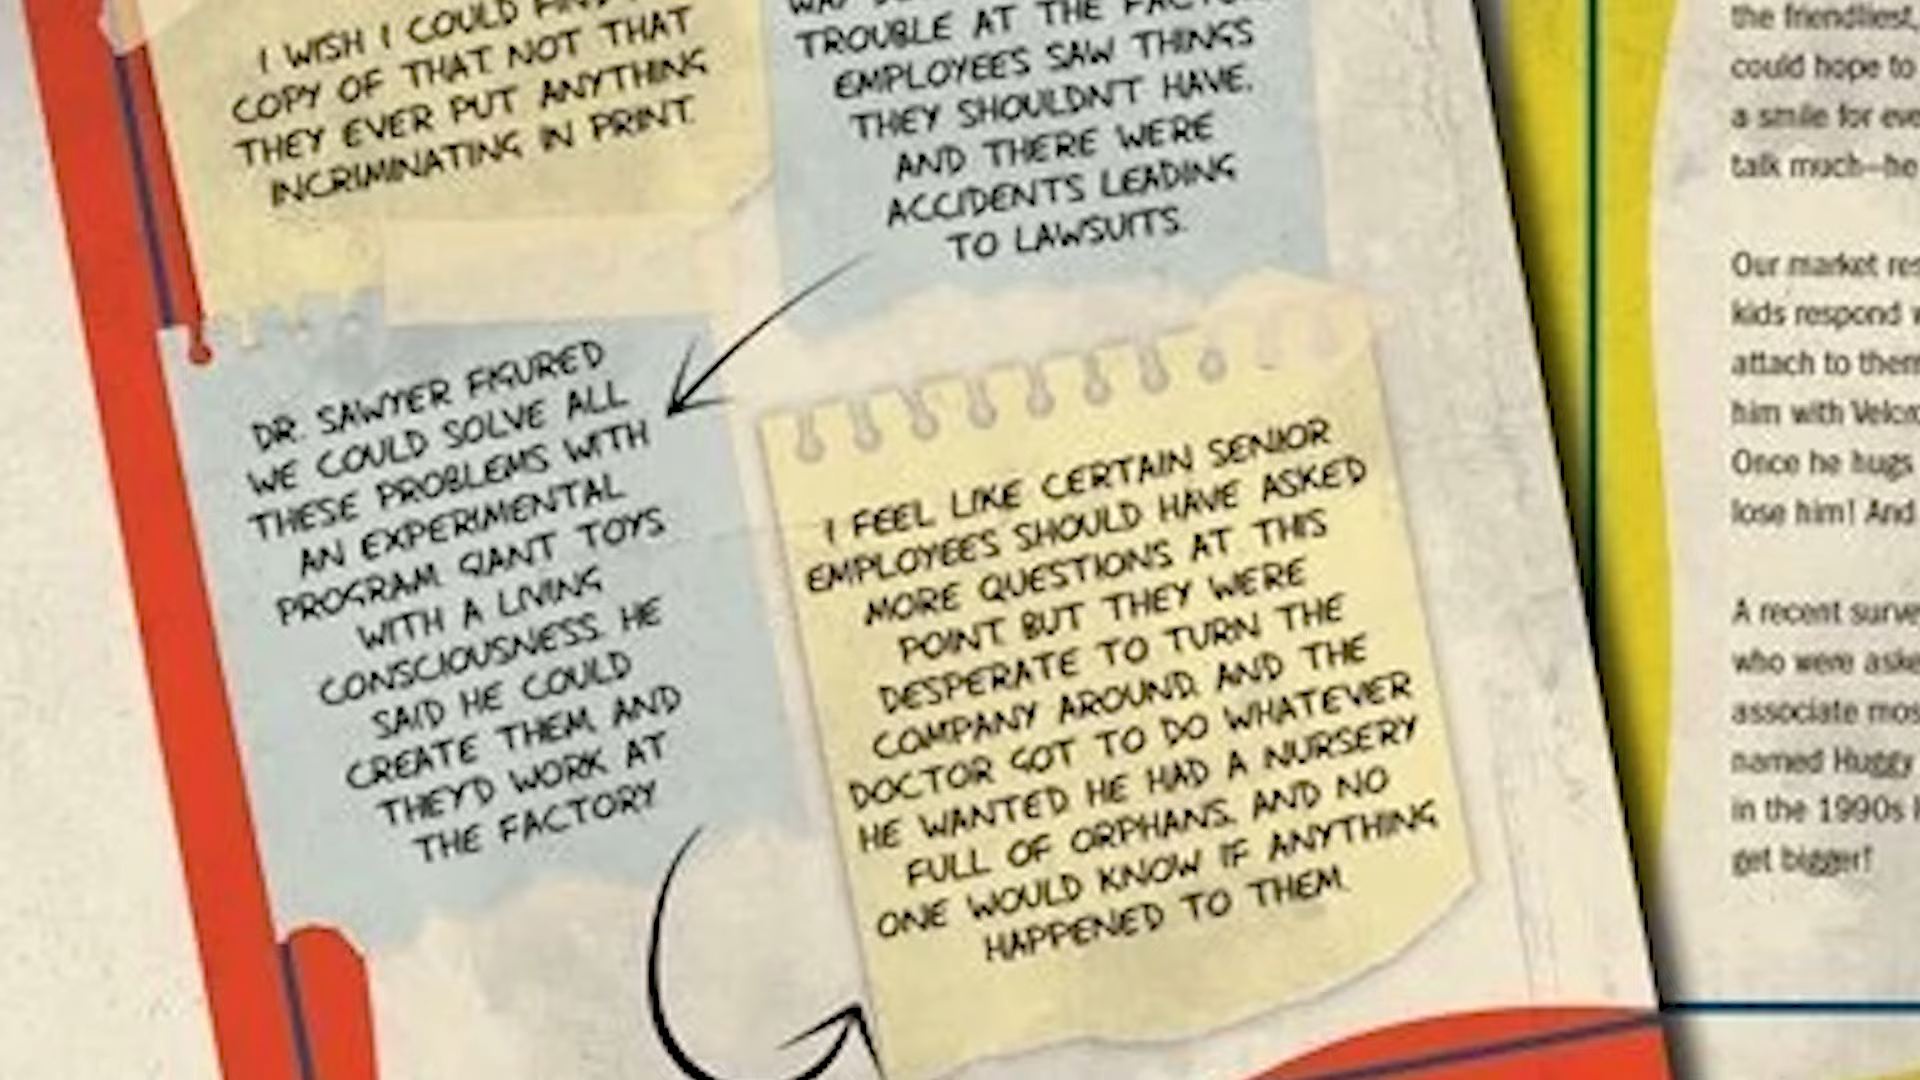 I WISH I COULD
COPY OF THAT NOT THAT
THEY EVER PUT ANYTHING
INCRIMINATING IN PRINT.
TROUBLE AT THE
EMPLOYEES SAW THINGS
THEY SHOULDN'T HAVE.
AND THERE WERE
ACCIDENTS LEADING
TO LAWSUITS.
DR. SAWYER FIGURED
WE COULD SOLVE ALL
THESE PROBLEMS WITH
AN EXPERIMENTAL
PROGRAM. GIANT TOYS
WITH A LIVING
CONSCIOUSNESS. HE
SAID HE COULD
CREATE THEM, AND
THEY'D WORK AT
THE FACTORY
I FEEL LIKE CERTAIN SENIOR
EMPLOYEES SHOULD HAVE ASKED
MORE QUESTIONS AT THIS
POINT. BUT THEY WERE
DESPERATE TO TURN THE
COMPANY AROUND. AND THE
DOCTOR GOT TO DO WHATEVER
HE WANTED. HE HAD A NURSERY
FULL OF ORPHANS. AND NO
ONE WOULD KNOW IF ANYTHING
HAPPENED TO THEM.
the friendliest,
could hope to
a smile for
talk much—he
Our market
kids respond
attach to
him with
Once he hugs
lose him! And
A recent
who were
associate
named Huggy
in the 1990s
get bigger!